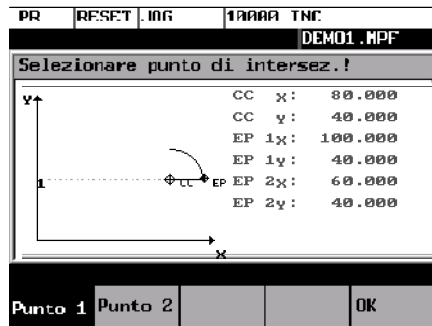 PR RESET JOG 10000 INC
DEMO1.MPF
Selezionare punto di intersez.!
Y
CC x: 80.000
CC y: 40.000
EP 1x: 100.000
EP 1y: 40.000
1 CC EP EP 2x: 60.000
EP 2y: 40.000
X
Punto 1 Punto 2 OK